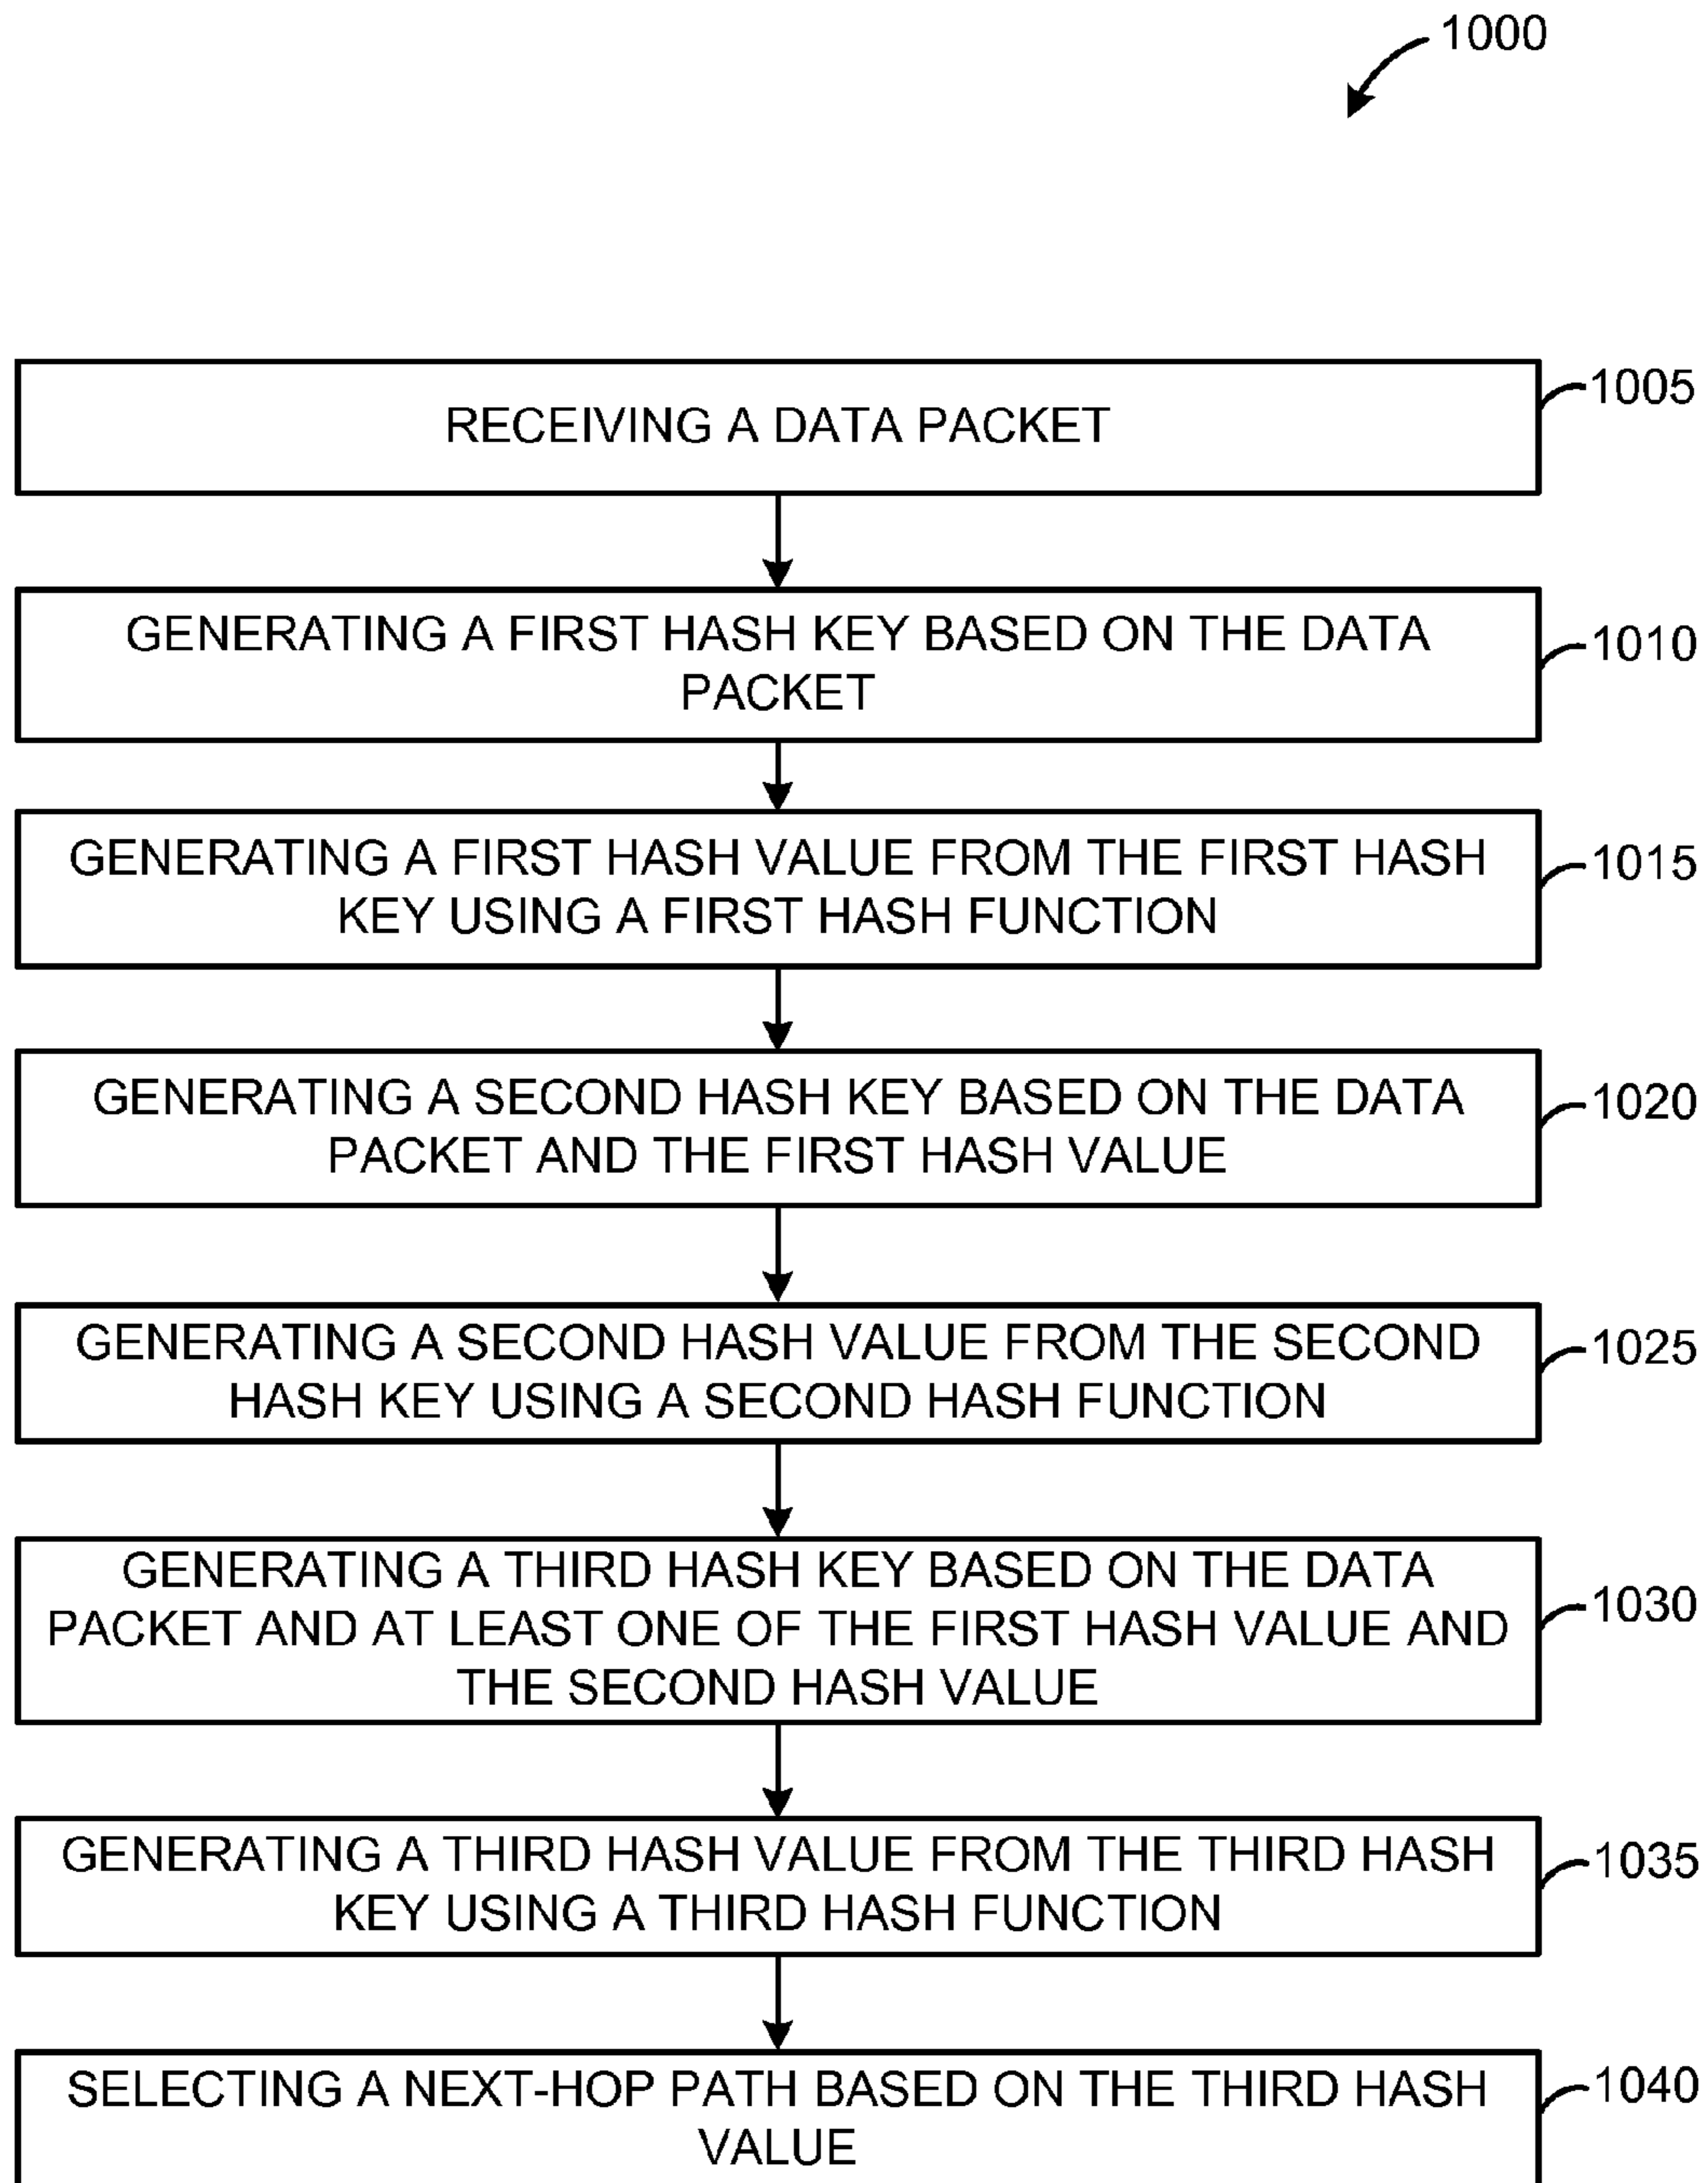 1000
RECEIVING A DATA PACKET
1005
GENERATING A FIRST HASH KEY BASED ON THE DATA
PACKET
1010
GENERATING A FIRST HASH VALUE FROM THE FIRST HASH
KEY USING A FIRST HASH FUNCTION
1015
GENERATING A SECOND HASH KEY BASED ON THE DATA
PACKET AND THE FIRST HASH VALUE
1020
GENERATING A SECOND HASH VALUE FROM THE SECOND
HASH KEY USING A SECOND HASH FUNCTION
1025
GENERATING A THIRD HASH KEY BASED ON THE DATA
PACKET AND AT LEAST ONE OF THE FIRST HASH VALUE AND
THE SECOND HASH VALUE
1030
GENERATING A THIRD HASH VALUE FROM THE THIRD HASH
KEY USING A THIRD HASH FUNCTION
1035
SELECTING A NEXT-HOP PATH BASED ON THE THIRD HASH
VALUE
1040